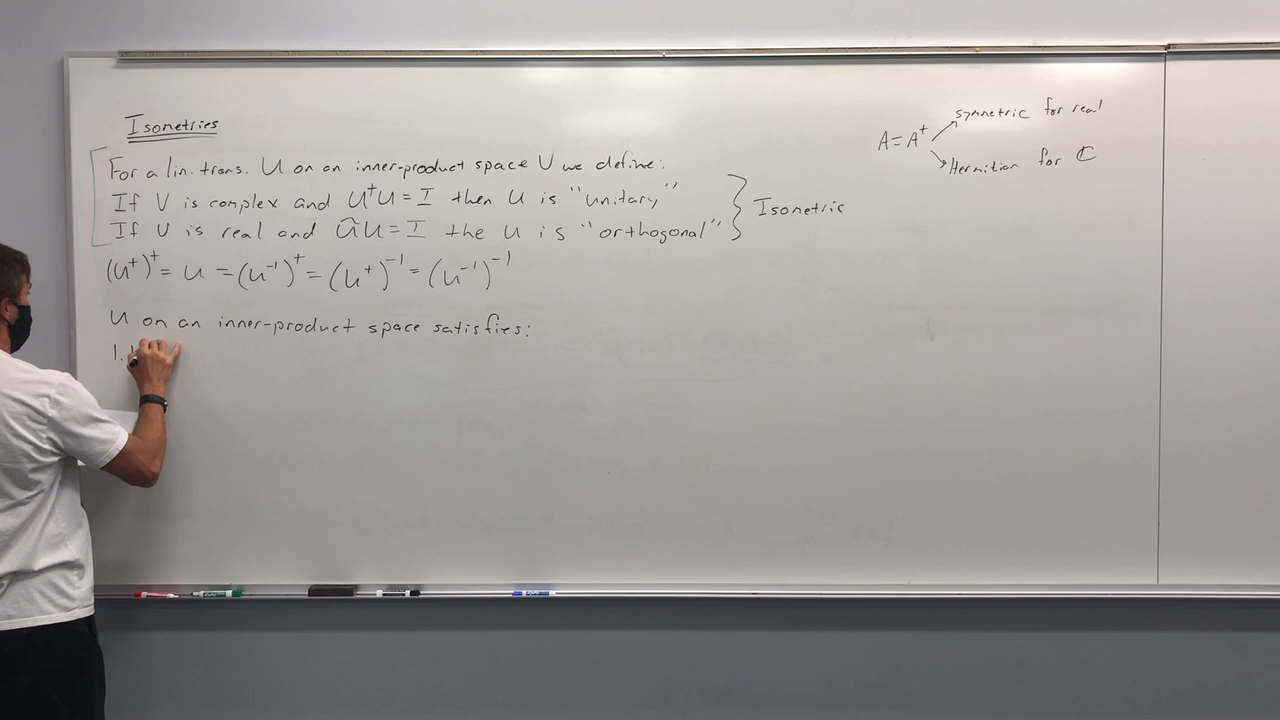 Isometries
For a lin. trans. U on an inner-product space V we define:
If V is complex and U†U = I then U is "unitary"
If V is real and ŨU = I the U is "orthogonal"
} Isometric
(U†)† = U = (U⁻¹)† = (U†)⁻¹ = (U⁻¹)⁻¹
U on an inner-product space satisfies:
1.
A = A†
symmetric for real
Hermition for ℂ